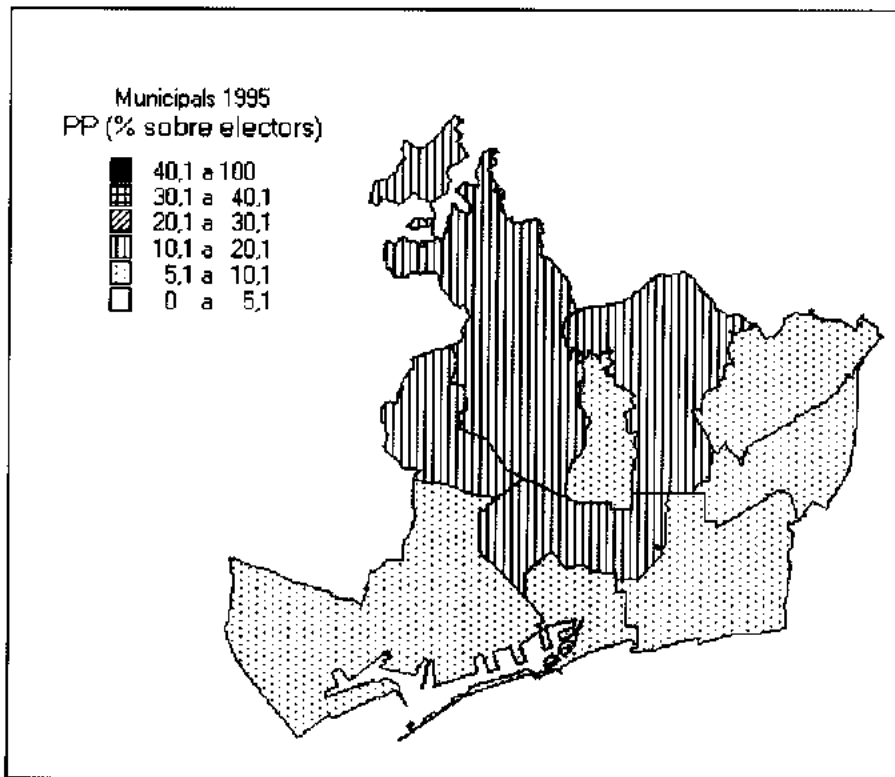 Municipals 1995
PP (% sobre electors)
40,1 a 100
30,1 a 40,1
20,1 a 30,1
10,1 a 20,1
5,1 a 10,1
0 a 5,1